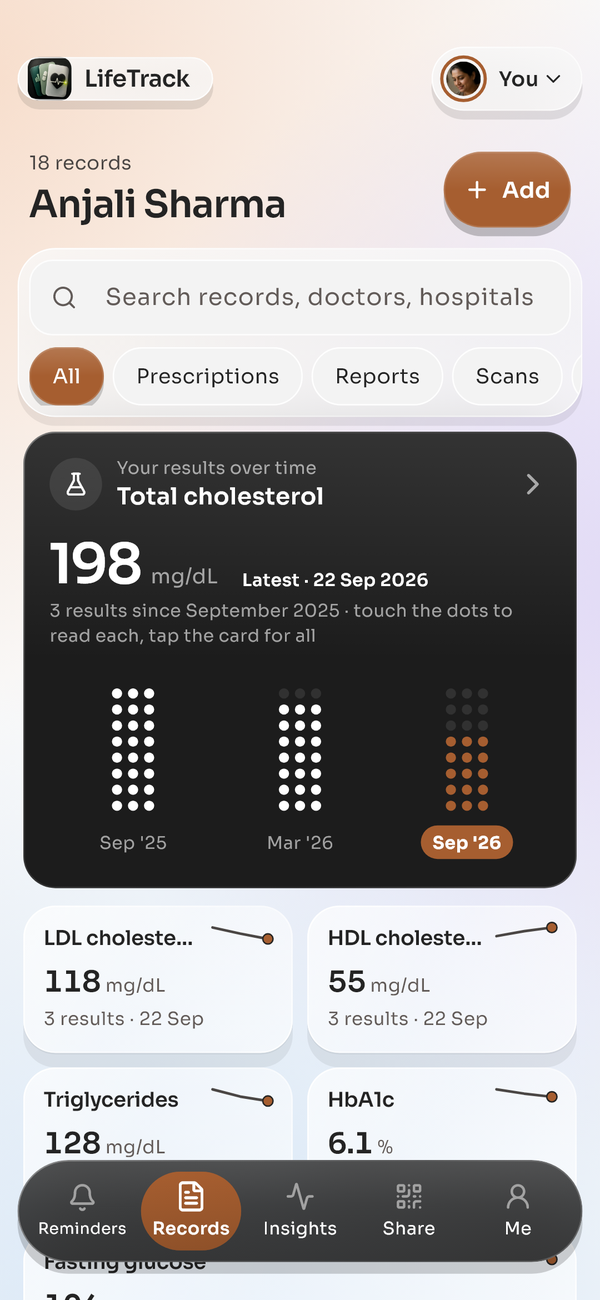 LifeTrack
You
18 records
Anjali Sharma
Add
Search records, doctors, hospitals
All
Prescriptions
Reports
Scans
Your results over time
Total cholesterol
198 mg/dL
Latest · 22 Sep 2026
3 results since September 2025 · touch the dots to
read each, tap the card for all
Sep '25
Mar '26
Sep '26
LDL choleste...
118 mg/dL
3 results · 22 Sep
HDL choleste...
55 mg/dL
3 results · 22 Sep
Triglycerides
128 mg/dL
HbA1c
6.1 %
Reminders
Records
Insights
Share
Me
Fasting glucose